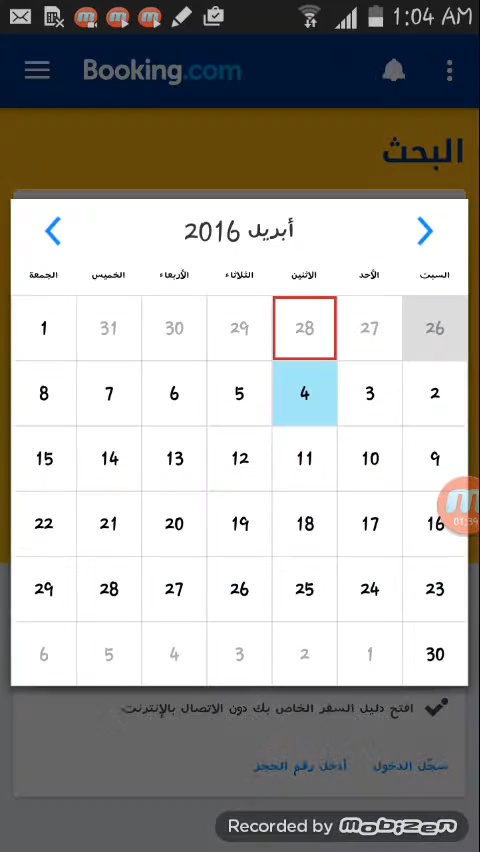 1:04 AM
Booking.com
البحث
أبريل 2016
السبت الأحد الاثنين الثلاثاء الأربعاء الخميس الجمعة
26 27 28 29 30 31 1
2 3 4 5 6 7 8
9 10 11 12 13 14 15
16 17 18 19 20 21 22
01:39
23 24 25 26 27 28 29
30 1 2 3 4 5 6
افتح دليل السفر الخاص بك دون الاتصال بالإنترنت.
سجّل الدخول أدخل رقم الحجز
Recorded by mobizen